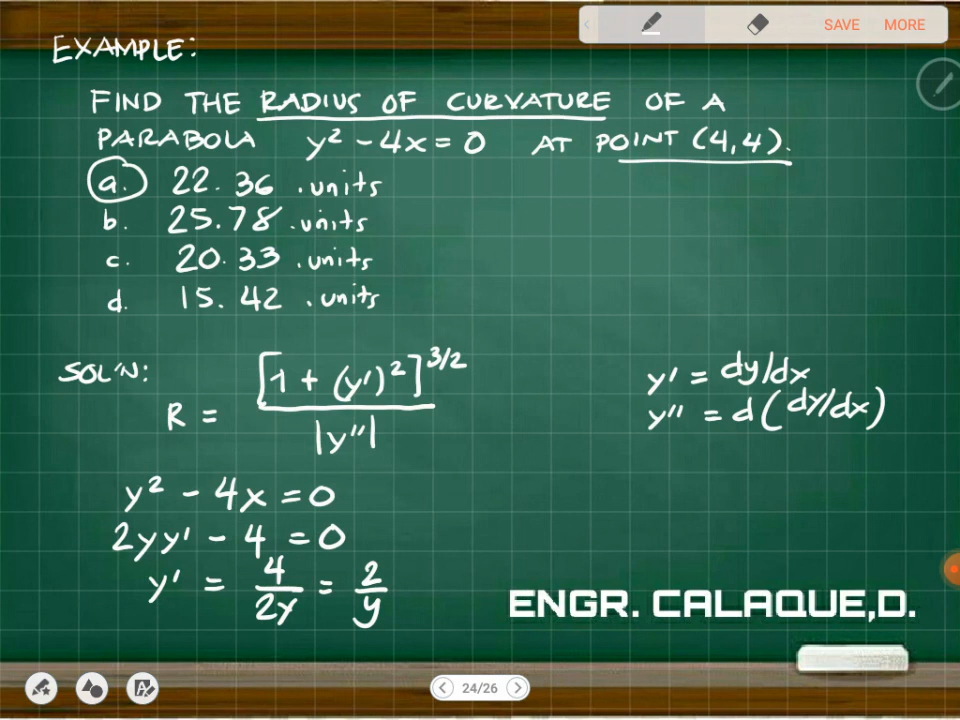 SAVE MORE
EXAMPLE:
FIND THE RADIUS OF CURVATURE OF A
PARABOLA y² - 4x = 0 AT POINT (4,4).
a. 22.36 .units
b. 25.78 .units
c. 20.33 .units
d. 15.42 .units
SOL'N:
R = [1 + (y')²]^3/2 / |y''|
y' = dy/dx
y'' = d(dy/dx)
y² - 4x = 0
2yy' - 4 = 0
y' = 4/2y = 2/y
ENGR. CALAQUE,D.
24/26